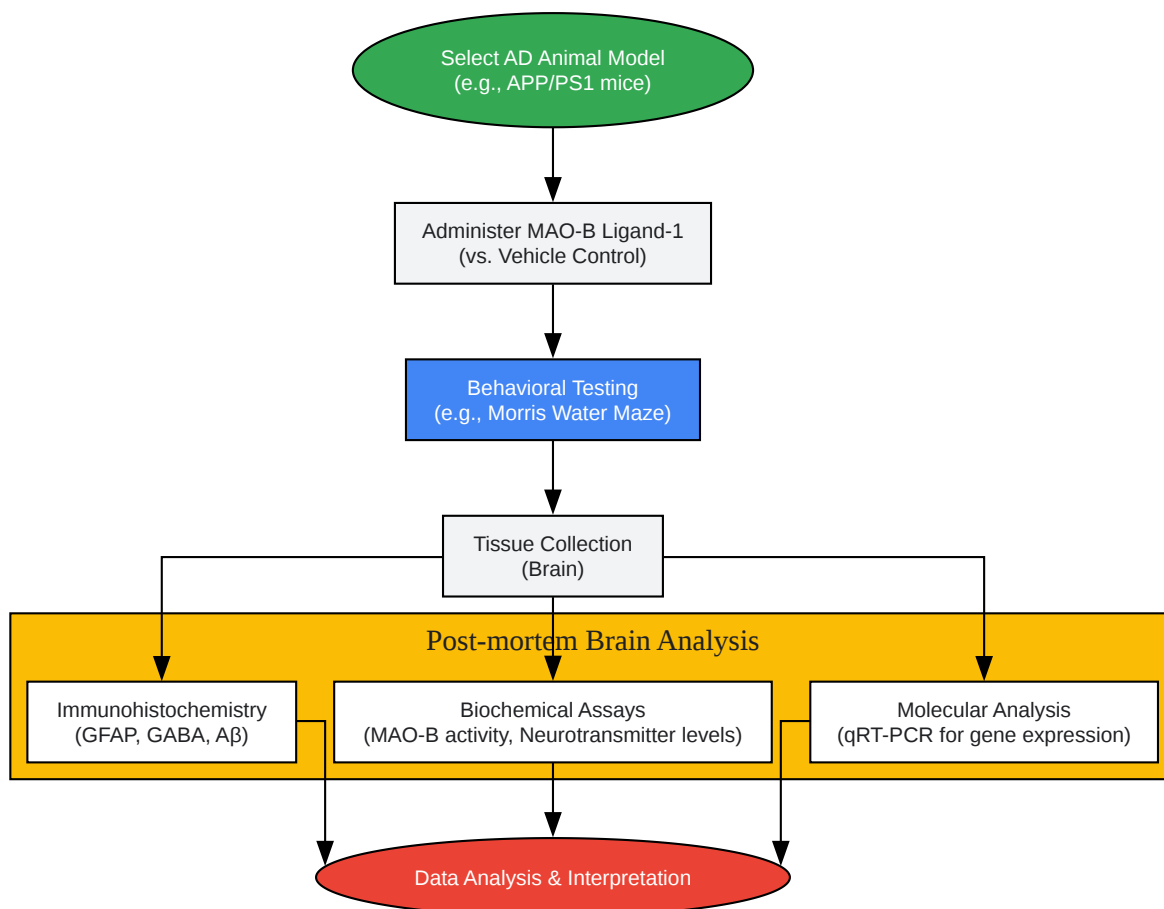 Select AD Animal Model
(e.g., APP/PS1 mice)
Administer MAO-B Ligand-1
(vs. Vehicle Control)
Behavioral Testing
(e.g., Morris Water Maze)
Tissue Collection
(Brain)
Post-mortem Brain Analysis
Immunohistochemistry
(GFAP, GABA, Aβ)
Biochemical Assays
(MAO-B activity, Neurotransmitter levels)
Molecular Analysis
(qRT-PCR for gene expression)
Data Analysis & Interpretation